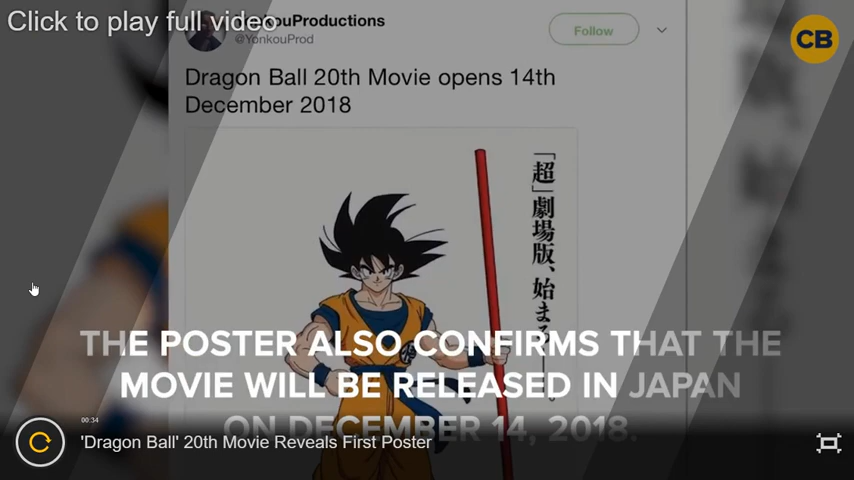 Click to play full video
YonkouProductions
@YonkouProd
Follow
CB
Dragon Ball 20th Movie opens 14th
December 2018
「超」劇場版、始まる
THE POSTER ALSO CONFIRMS THAT THE
MOVIE WILL BE RELEASED IN JAPAN
ON DECEMBER 14, 2018.
00:34
'Dragon Ball' 20th Movie Reveals First Poster